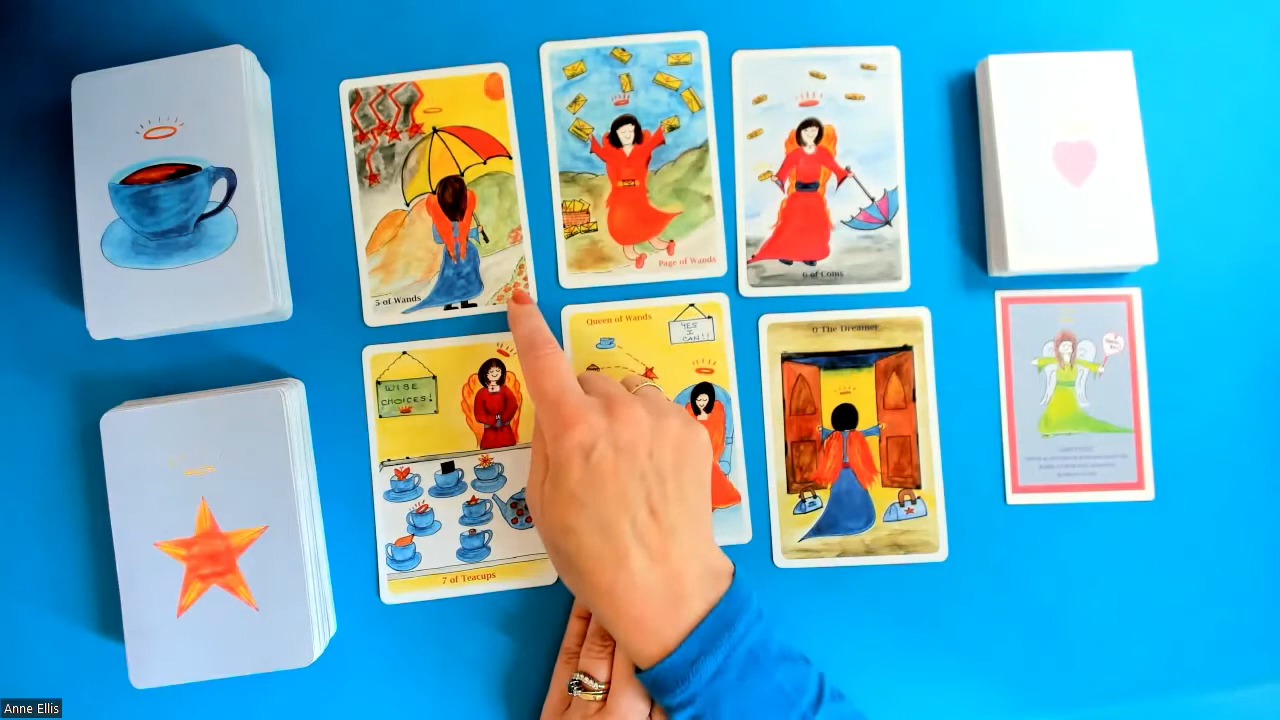 5 of Wands
Page of Wands
6 of Coins
WISE
CHOICES!
7 of Teacups
Queen of Wands
YES
I
CAN!!
0 The Dreamer
Anne Ellis